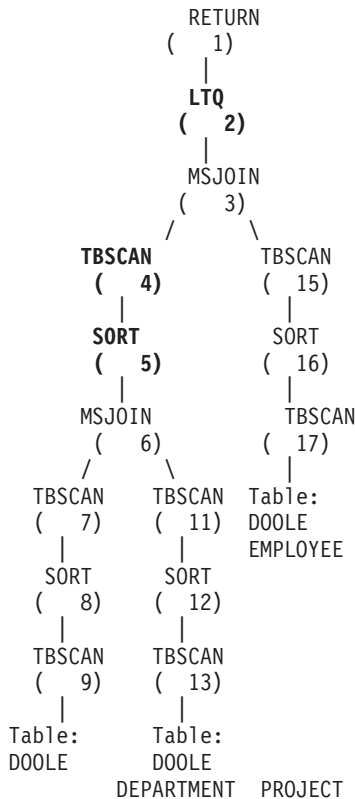 RETURN
( 1)
|
LTQ
( 2)
|
MSJOIN
( 3)
/ \
TBSCAN TBSCAN
( 4) ( 15)
| |
SORT SORT
( 5) ( 16)
| |
MSJOIN TBSCAN
( 6) ( 17)
/ \ |
TBSCAN TBSCAN Table:
( 7) ( 11) DOOLE
| | EMPLOYEE
SORT SORT
( 8) ( 12)
| |
TBSCAN TBSCAN
( 9) ( 13)
| |
Table: Table:
DOOLE DOOLE
DEPARTMENT PROJECT